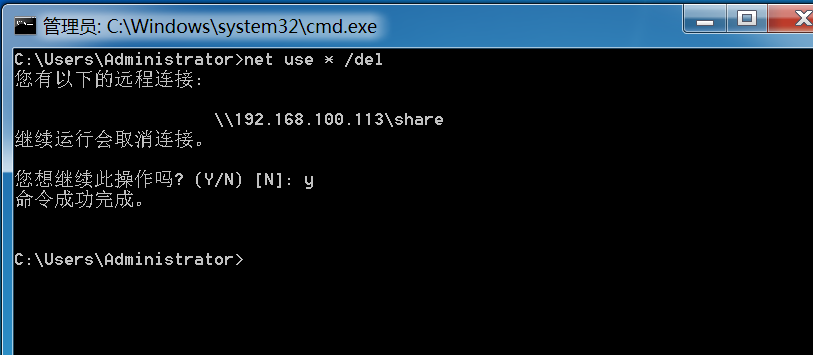 管理员: C:\Windows\system32\cmd.exe
C:\Users\Administrator>net use * /del
您有以下的远程连接:
\\192.168.100.113\share
继续运行会取消连接。
您想继续此操作吗? (Y/N) [N]: y
命令成功完成。
C:\Users\Administrator>